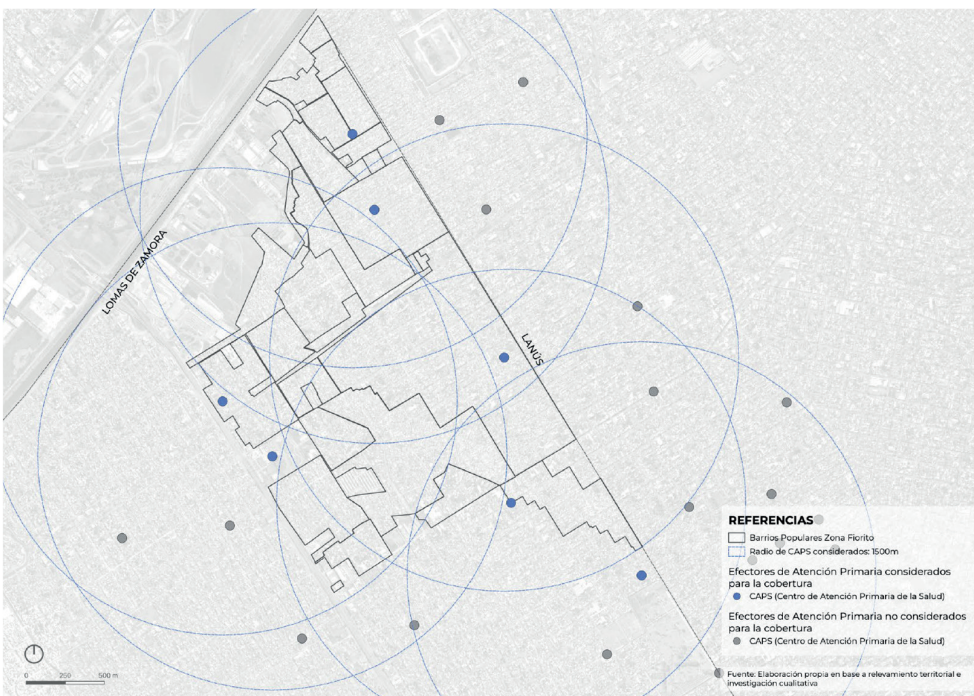 LOMAS DE ZAMORA
LANÚS
REFERENCIAS
Barrios Populares Zona Fiorito
Radio de CAPS considerados: 1500m
Efectores de Atención Primaria considerados
para la cobertura
CAPS (Centro de Atención Primaria de la Salud)
Efectores de Atención Primaria no considerados
para la cobertura
CAPS (Centro de Atención Primaria de la Salud)
Fuente: Elaboración propia en base a relevamiento territorial e
investigación cualitativa
0 250 500 m